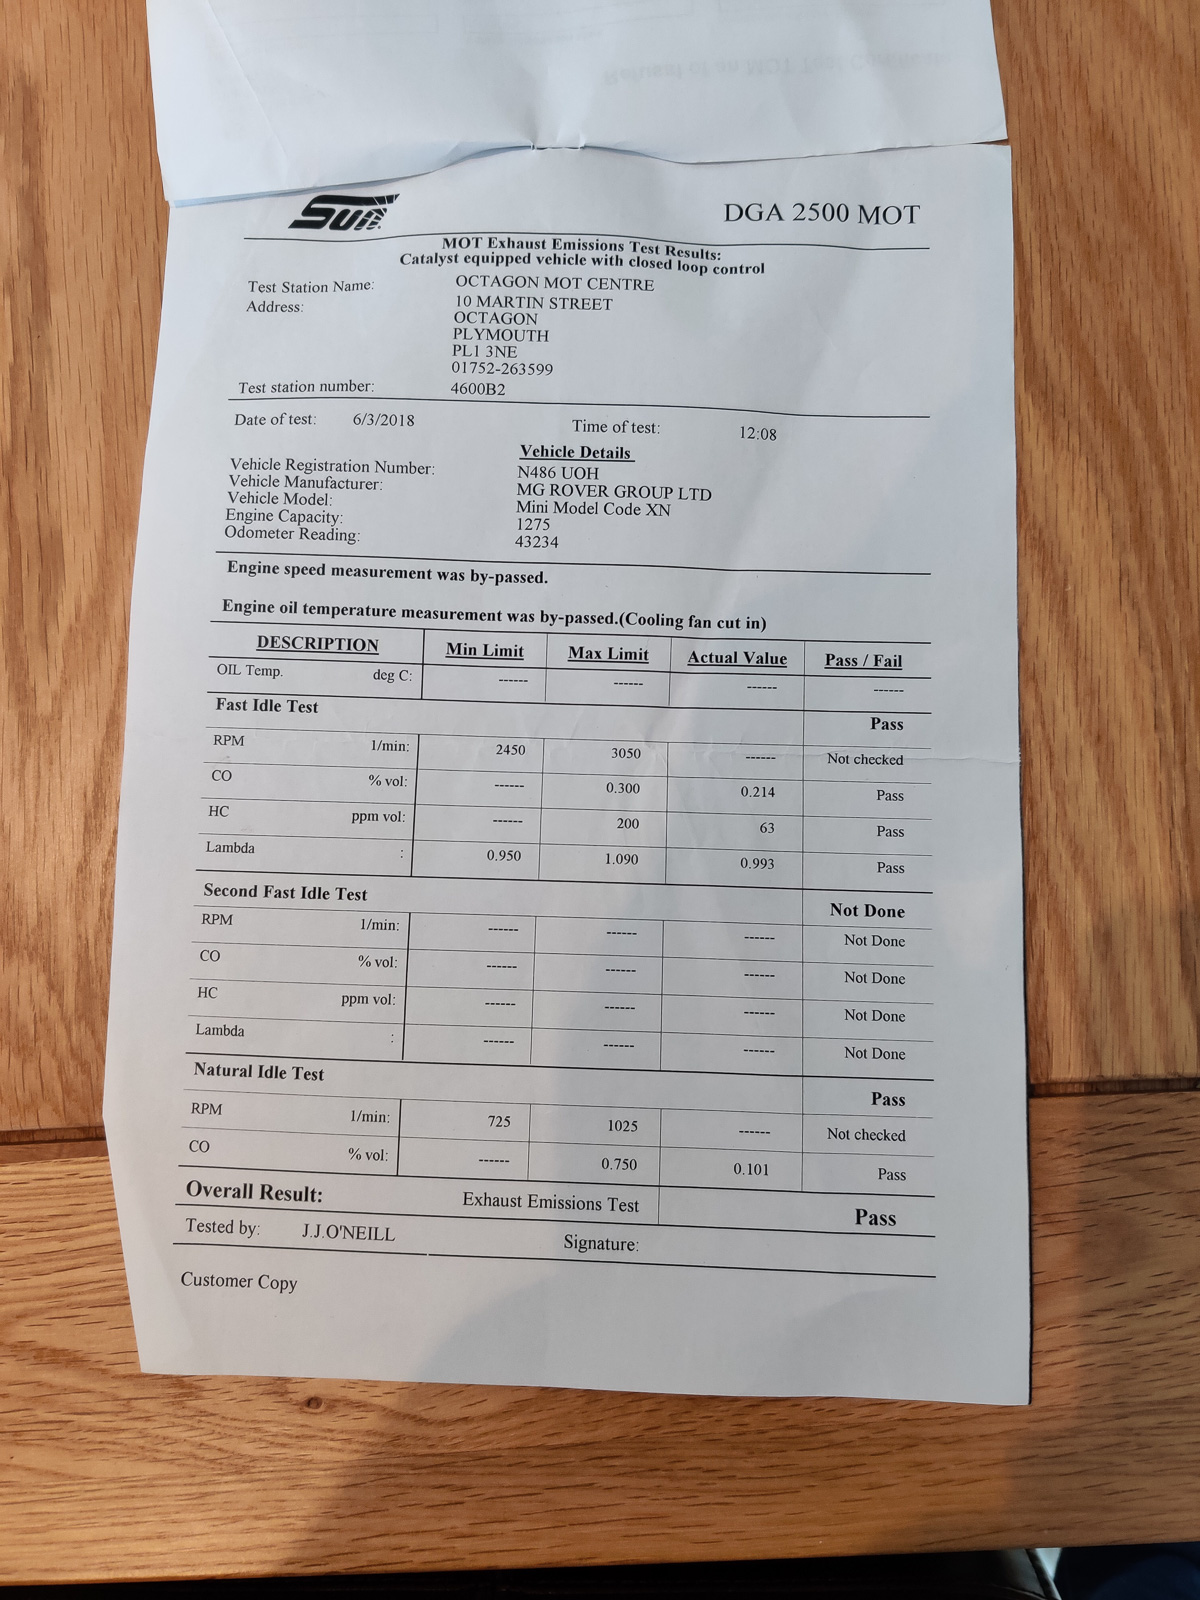 Refusal of an MOT Test Certificate
Sun
DGA 2500 MOT
MOT Exhaust Emissions Test Results:
Catalyst equipped vehicle with closed loop control
Test Station Name: OCTAGON MOT CENTRE
Address: 10 MARTIN STREET
OCTAGON
PLYMOUTH
PL1 3NE
01752-263599
Test station number: 4600B2
Date of test: 6/3/2018 Time of test: 12:08
Vehicle Details
Vehicle Registration Number: N486 UOH
Vehicle Manufacturer: MG ROVER GROUP LTD
Vehicle Model: Mini Model Code XN
Engine Capacity: 1275
Odometer Reading: 43234
Engine speed measurement was by-passed.
Engine oil temperature measurement was by-passed.(Cooling fan cut in)
DESCRIPTION Min Limit Max Limit Actual Value Pass / Fail
OIL Temp. deg C: ------ ------ ------ ------
Fast Idle Test Pass
RPM 1/min: 2450 3050 ------ Not checked
CO % vol: ------ 0.300 0.214 Pass
HC ppm vol: ------ 200 63 Pass
Lambda : 0.950 1.090 0.993 Pass
Second Fast Idle Test Not Done
RPM 1/min: ------ ------ ------ Not Done
CO % vol: ------ ------ ------ Not Done
HC ppm vol: ------ ------ ------ Not Done
Lambda : ------ ------ ------ Not Done
Natural Idle Test Pass
RPM 1/min: 725 1025 ------ Not checked
CO % vol: ------ 0.750 0.101 Pass
Overall Result: Exhaust Emissions Test Pass
Tested by: J.J.O'NEILL Signature:
Customer Copy